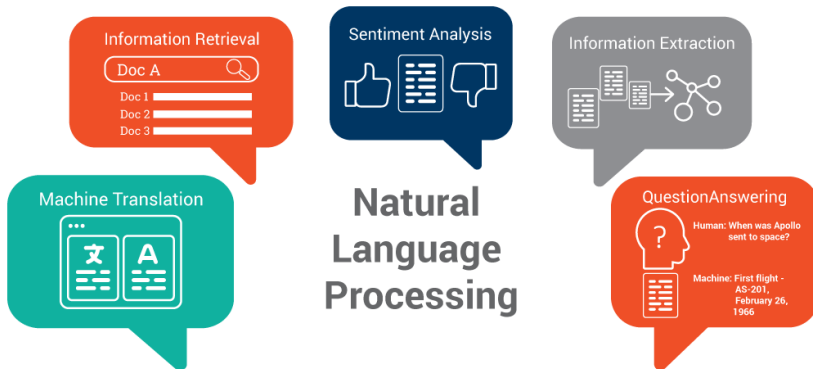 Information Retrieval
Doc A
Doc 1
Doc 2
Doc 3
Sentiment Analysis
Information Extraction
Machine Translation
文 A
Natural
Language
Processing
QuestionAnswering
?
Human: When was Apollo
sent to space?
Machine: First flight -
AS-201,
February 26,
1966